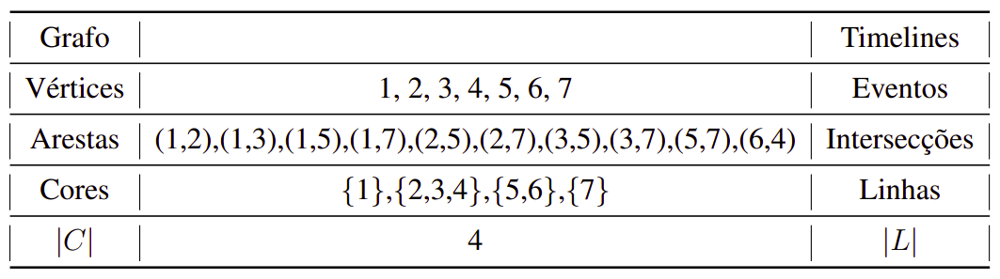 Grafo Timelines
Vértices 1, 2, 3, 4, 5, 6, 7 Eventos
Arestas (1,2),(1,3),(1,5),(1,7),(2,5),(2,7),(3,5),(3,7),(5,7),(6,4) Intersecções
Cores {1},{2,3,4},{5,6},{7} Linhas
|C| 4 |L|